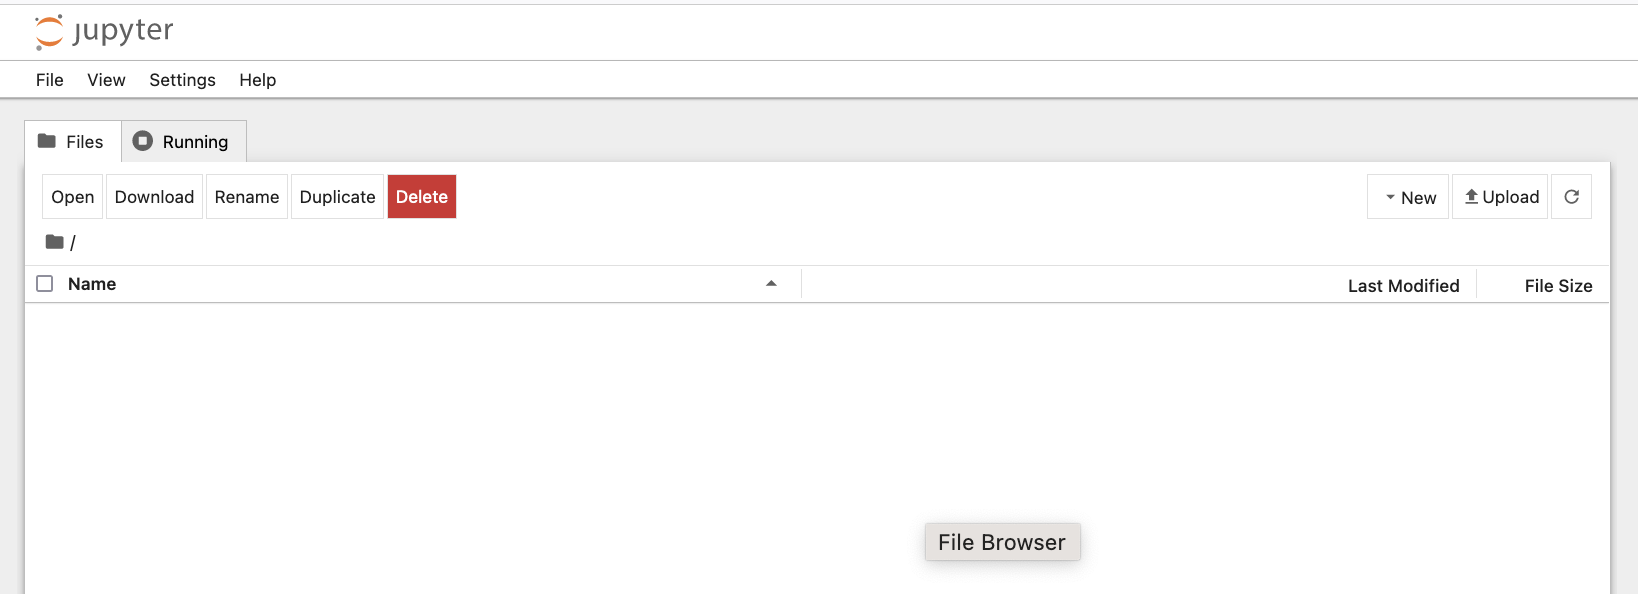 jupyter
File View Settings Help
Files Running
Open Download Rename Duplicate Delete New Upload
/
Name Last Modified File Size
File Browser